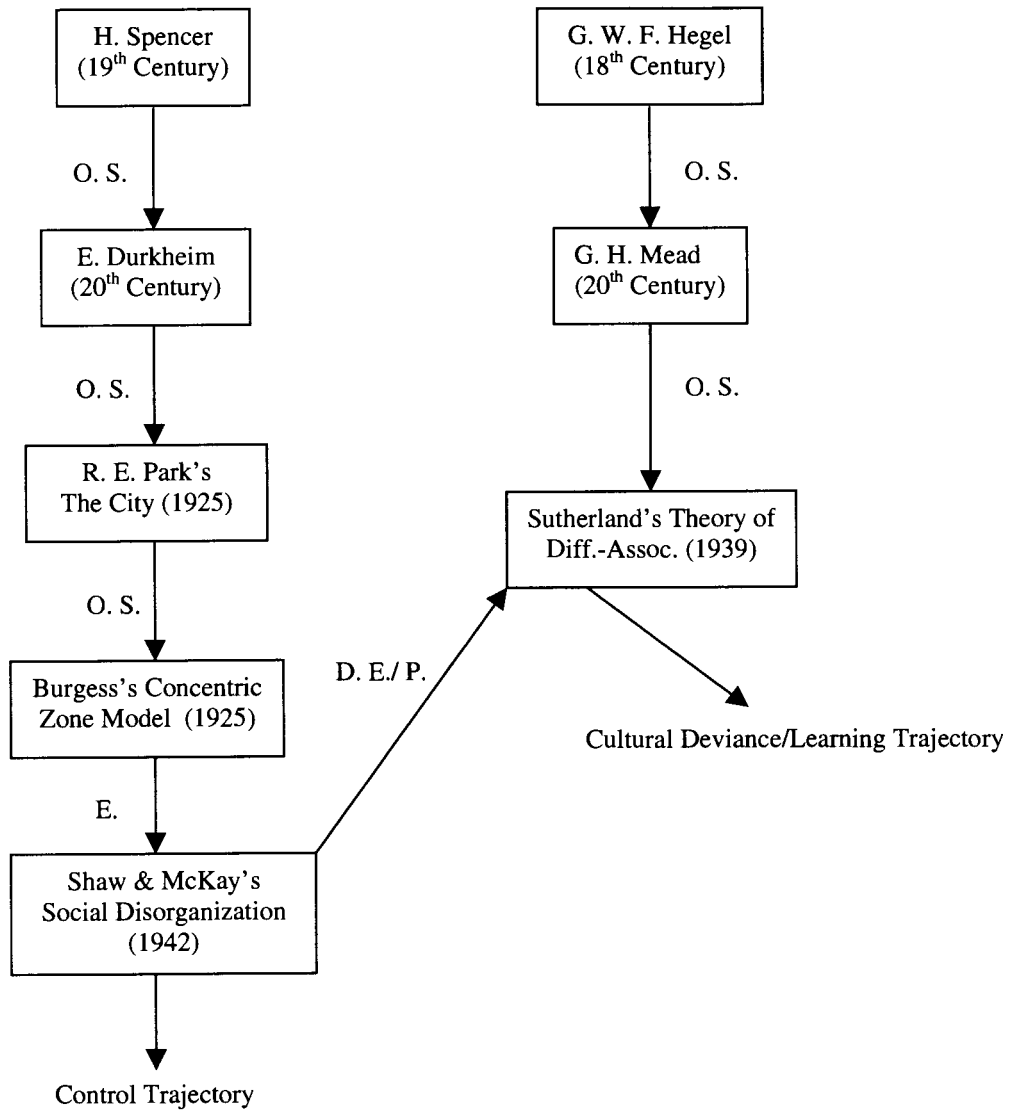 H. Spencer
(19th Century)
G. W. F. Hegel
(18th Century)
O. S.
O. S.
E. Durkheim
(20th Century)
G. H. Mead
(20th Century)
O. S.
O. S.
R. E. Park's
The City (1925)
Sutherland's Theory of
Diff.-Assoc. (1939)
O. S.
D. E./ P.
Burgess's Concentric
Zone Model (1925)
Cultural Deviance/Learning Trajectory
E.
Shaw & McKay's
Social Disorganization
(1942)
Control Trajectory